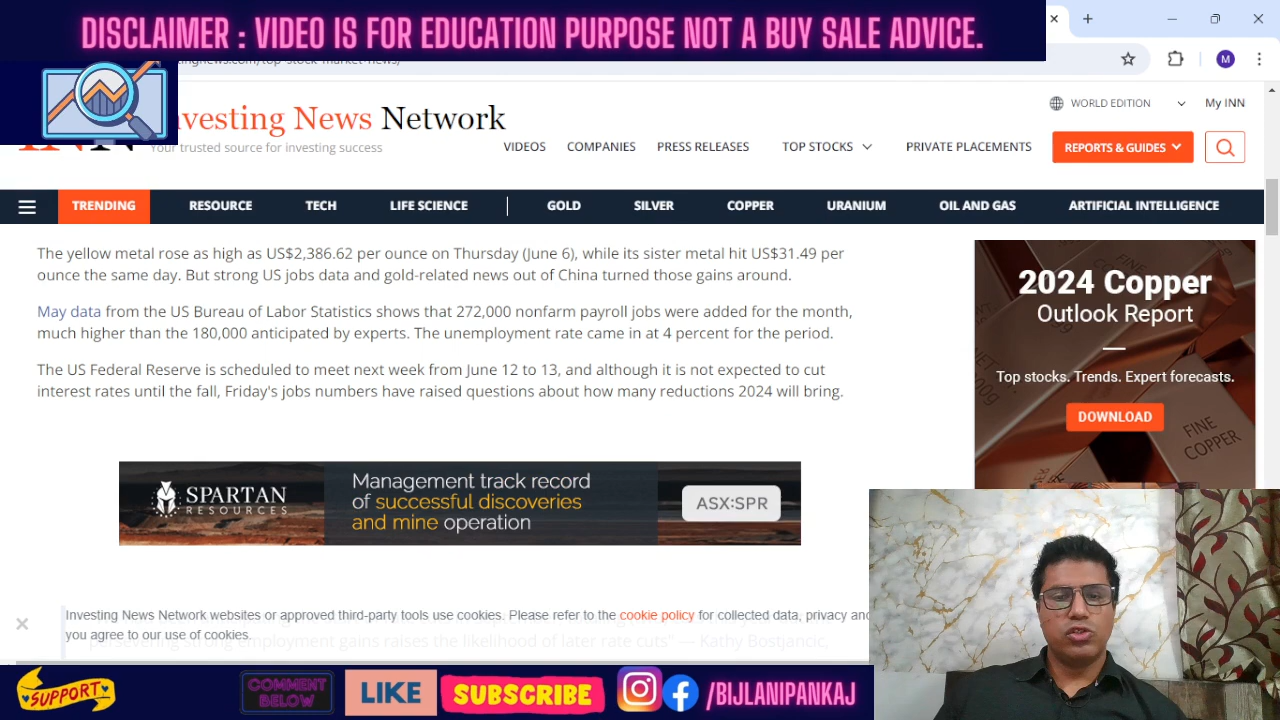 DISCLAIMER : VIDEO IS FOR EDUCATION PURPOSE NOT A BUY SALE ADVICE.
M
Investing News Network
Your trusted source for investing success
WORLD EDITION
My INN
VIDEOS
COMPANIES
PRESS RELEASES
TOP STOCKS
PRIVATE PLACEMENTS
REPORTS & GUIDES
TRENDING
RESOURCE
TECH
LIFE SCIENCE
GOLD
SILVER
COPPER
URANIUM
OIL AND GAS
ARTIFICIAL INTELLIGENCE
The yellow metal rose as high as US$2,386.62 per ounce on Thursday (June 6), while its sister metal hit US$31.49 per
ounce the same day. But strong US jobs data and gold-related news out of China turned those gains around.
May data from the US Bureau of Labor Statistics shows that 272,000 nonfarm payroll jobs were added for the month,
much higher than the 180,000 anticipated by experts. The unemployment rate came in at 4 percent for the period.
The US Federal Reserve is scheduled to meet next week from June 12 to 13, and although it is not expected to cut
interest rates until the fall, Friday's jobs numbers have raised questions about how many reductions 2024 will bring.
2024 Copper
Outlook Report
Top stocks. Trends. Expert forecasts.
DOWNLOAD
FINE
COPPER
SPARTAN
RESOURCES
Management track record
of successful discoveries
and mine operation
ASX:SPR
Investing News Network websites or approved third-party tools use cookies. Please refer to the cookie policy for collected data, privacy and
you agree to our use of cookies.
persevering strong employment gains raises the likelihood of later rate cuts" — Kathy Bostjancic,
SUPPORT
COMMENT
BELOW
LIKE
SUBSCRIBE
/BIJLANIPANKAJ